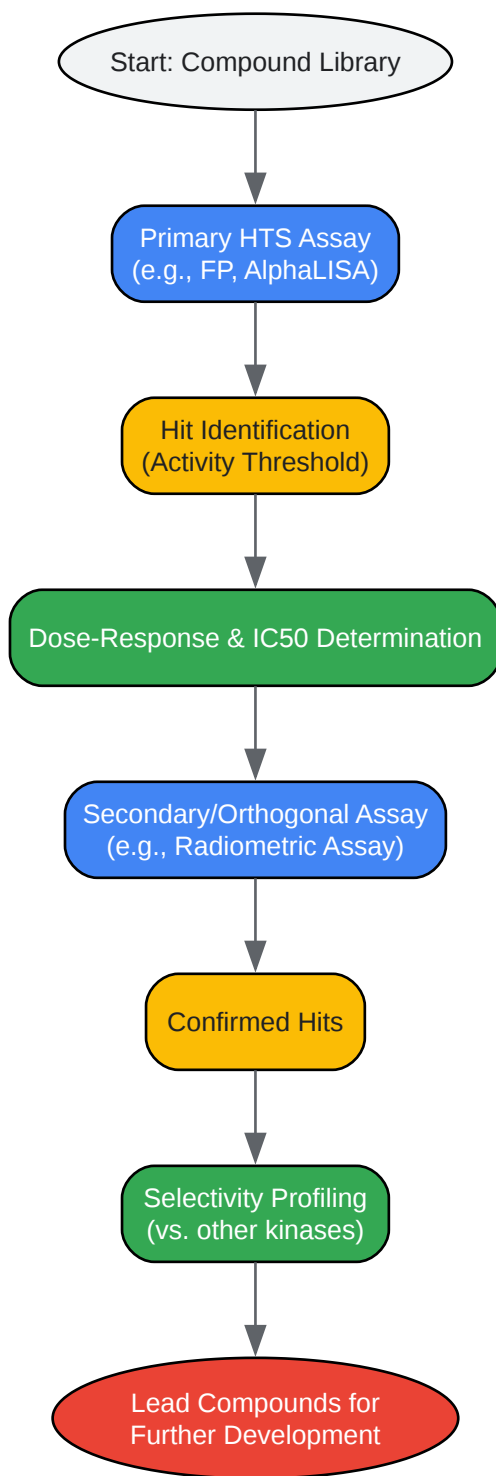 Start: Compound Library
Primary HTS Assay
(e.g., FP, AlphaLISA)
Hit Identification
(Activity Threshold)
Dose-Response & IC50 Determination
Secondary/Orthogonal Assay
(e.g., Radiometric Assay)
Confirmed Hits
Selectivity Profiling
(vs. other kinases)
Lead Compounds for
Further Development